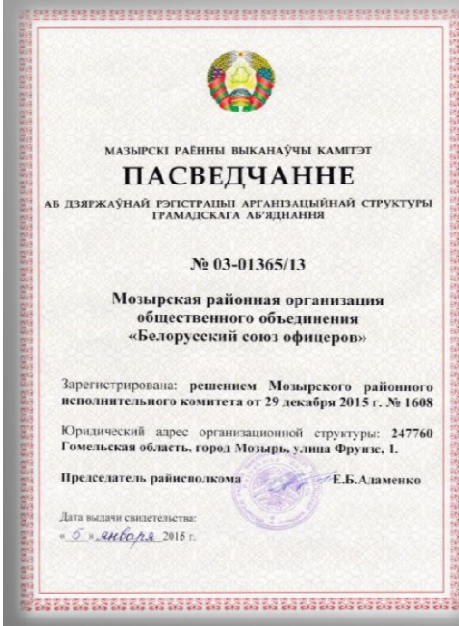 МАЗЫРСКІ РАЁННЫ ВЫКАНАЎЧЫ КАМІТЭТ
ПАСВЕДЧАННЕ
АБ ДЗЯРЖАЎНАЙ РЭГІСТРАЦЫІ АРГАНІЗАЦЫЙНАЙ СТРУКТУРЫ
ГРАМАДСКАГА АБ’ЯДНАННЯ
№ 03-01365/13
Мозырская районная организация
общественного объединения
«Белорусский союз офицеров»
Зарегистрирована: решением Мозырского районного
исполнительного комитета от 29 декабря 2015 г. № 1608
Юридический адрес организационной структуры: 247760
Гомельская область, город Мозырь, улица Фрунзе, 1.
Председатель райисполкома Е.Б.Адаменко
Дата выдачи свидетельства:
« 5 » января 2015 г.